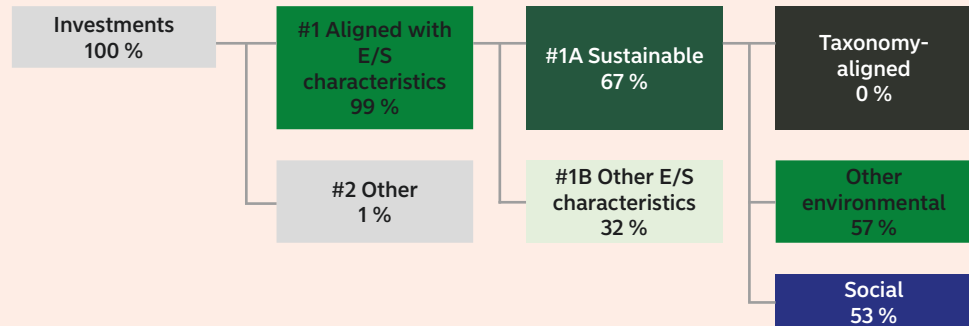 Investments
100 %
#1 Aligned with
E/S
characteristics
99 %
#1A Sustainable
67 %
Taxonomy-
aligned
0 %
#2 Other
1 %
#1B Other E/S
characteristics
32 %
Other
environmental
57 %
Social
53 %